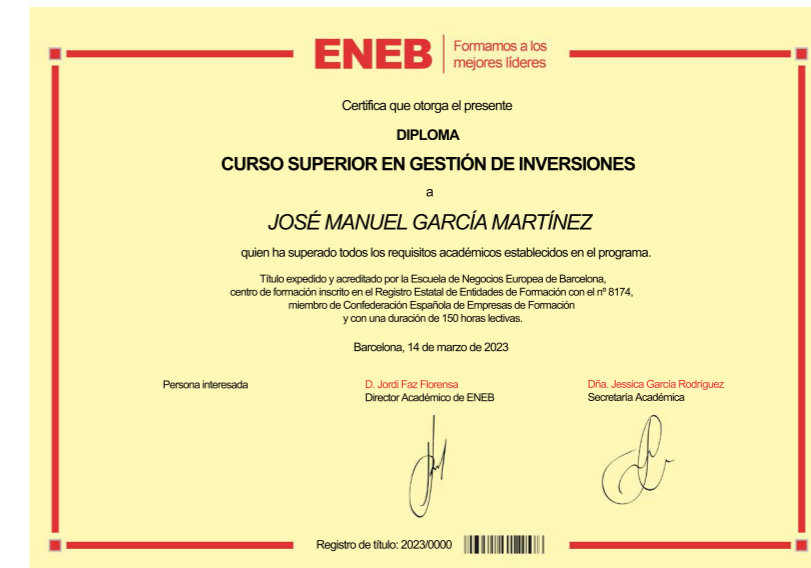 ENEB
Formamos a los
mejores líderes
Certifica que otorga el presente
DIPLOMA
CURSO SUPERIOR EN GESTIÓN DE INVERSIONES
a
JOSÉ MANUEL GARCÍA MARTÍNEZ
quien ha superado todos los requisitos académicos establecidos en el programa.
Título expedido y acreditado por la Escuela de Negocios Europea de Barcelona,
centro de formación inscrito en el Registro Estatal de Entidades de Formación con el nº 8174,
miembro de Confederación Española de Empresas de Formación
y con una duración de 150 horas lectivas.
Barcelona, 14 de marzo de 2023
Persona interesada
D. Jordi Faz Florensa
Director Académico de ENEB
Dña. Jessica García Rodríguez
Secretaría Académica
Registro de título: 2023/0000